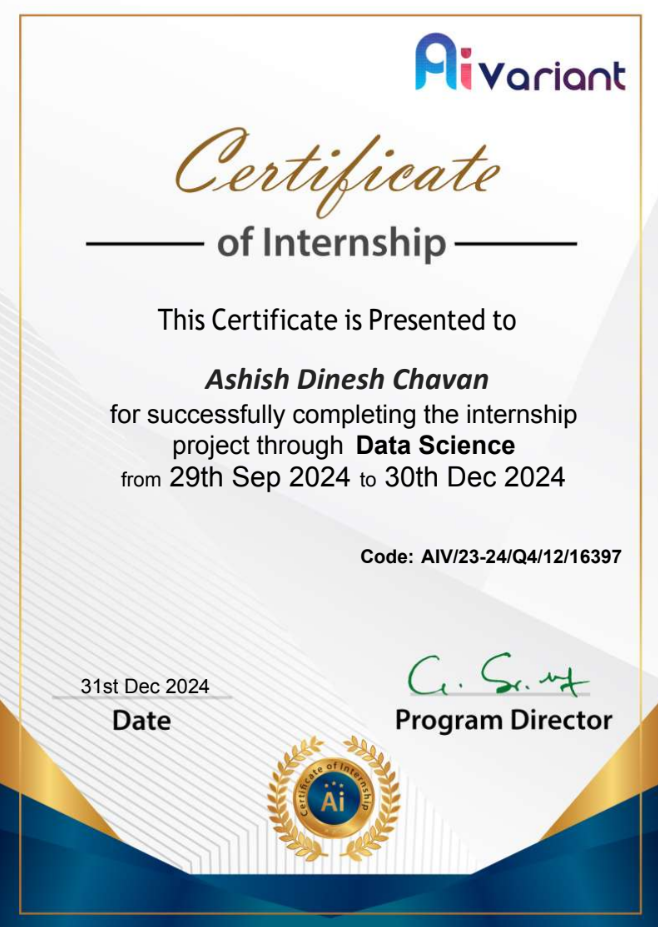 AiVariant
Certificate
of Internship
This Certificate is Presented to
Ashish Dinesh Chavan
for successfully completing the internship
project through Data Science
from 29th Sep 2024 to 30th Dec 2024
Code: AIV/23-24/Q4/12/16397
31st Dec 2024
Date
Program Director
Certificate of Internship
Ai